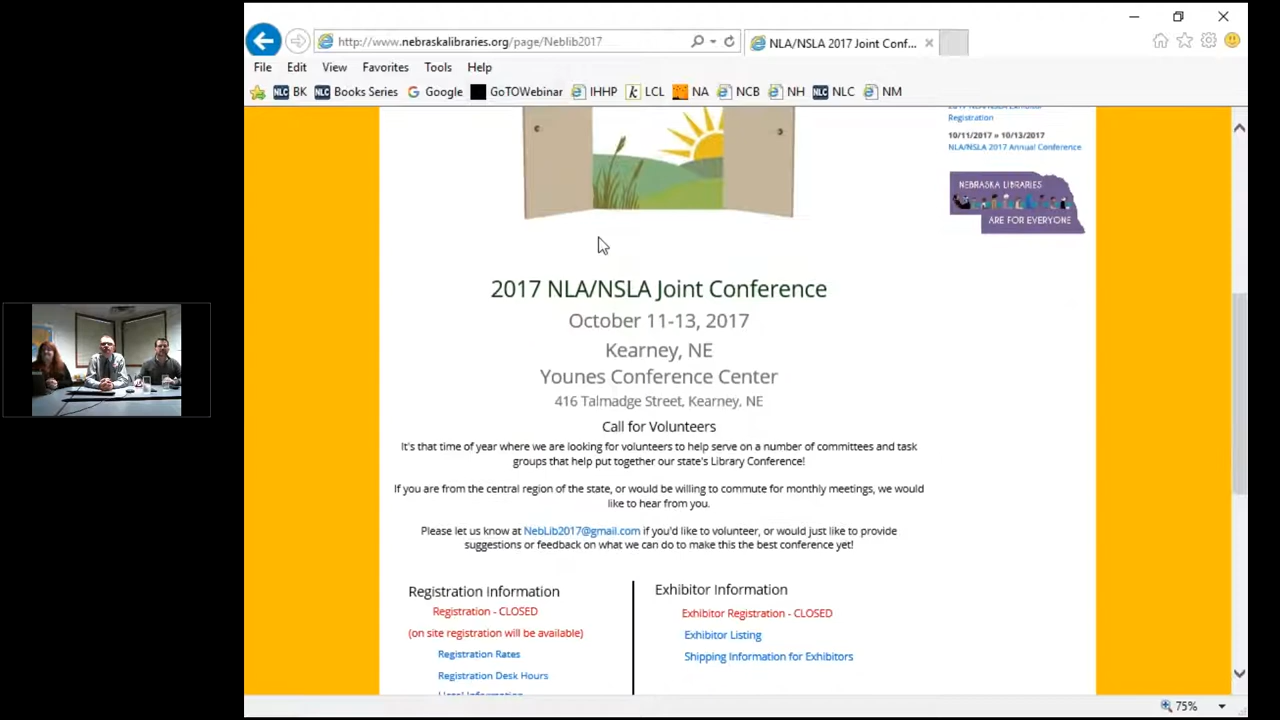 http://www.nebraskalibraries.org/page/Neblib2017
NLA/NSLA 2017 Joint Conf...
File Edit View Favorites Tools Help
BK Books Series Google GoTOWebinar IHHP LCL NA NCB NH NLC NM
Registration
10/11/2017 » 10/13/2017
NLA/NSLA 2017 Annual Conference
NEBRASKA LIBRARIES
ARE FOR EVERYONE
2017 NLA/NSLA Joint Conference
October 11-13, 2017
Kearney, NE
Younes Conference Center
416 Talmadge Street, Kearney, NE
Call for Volunteers
It's that time of year where we are looking for volunteers to help serve on a number of committees and task
groups that help put together our state's Library Conference!
If you are from the central region of the state, or would be willing to commute for monthly meetings, we would
like to hear from you.
Please let us know at NebLib2017@gmail.com if you'd like to volunteer, or would just like to provide
suggestions or feedback on what we can do to make this the best conference yet!
Registration Information
Registration - CLOSED
(on site registration will be available)
Registration Rates
Registration Desk Hours
Exhibitor Information
Exhibitor Registration - CLOSED
Exhibitor Listing
Shipping Information for Exhibitors
75%